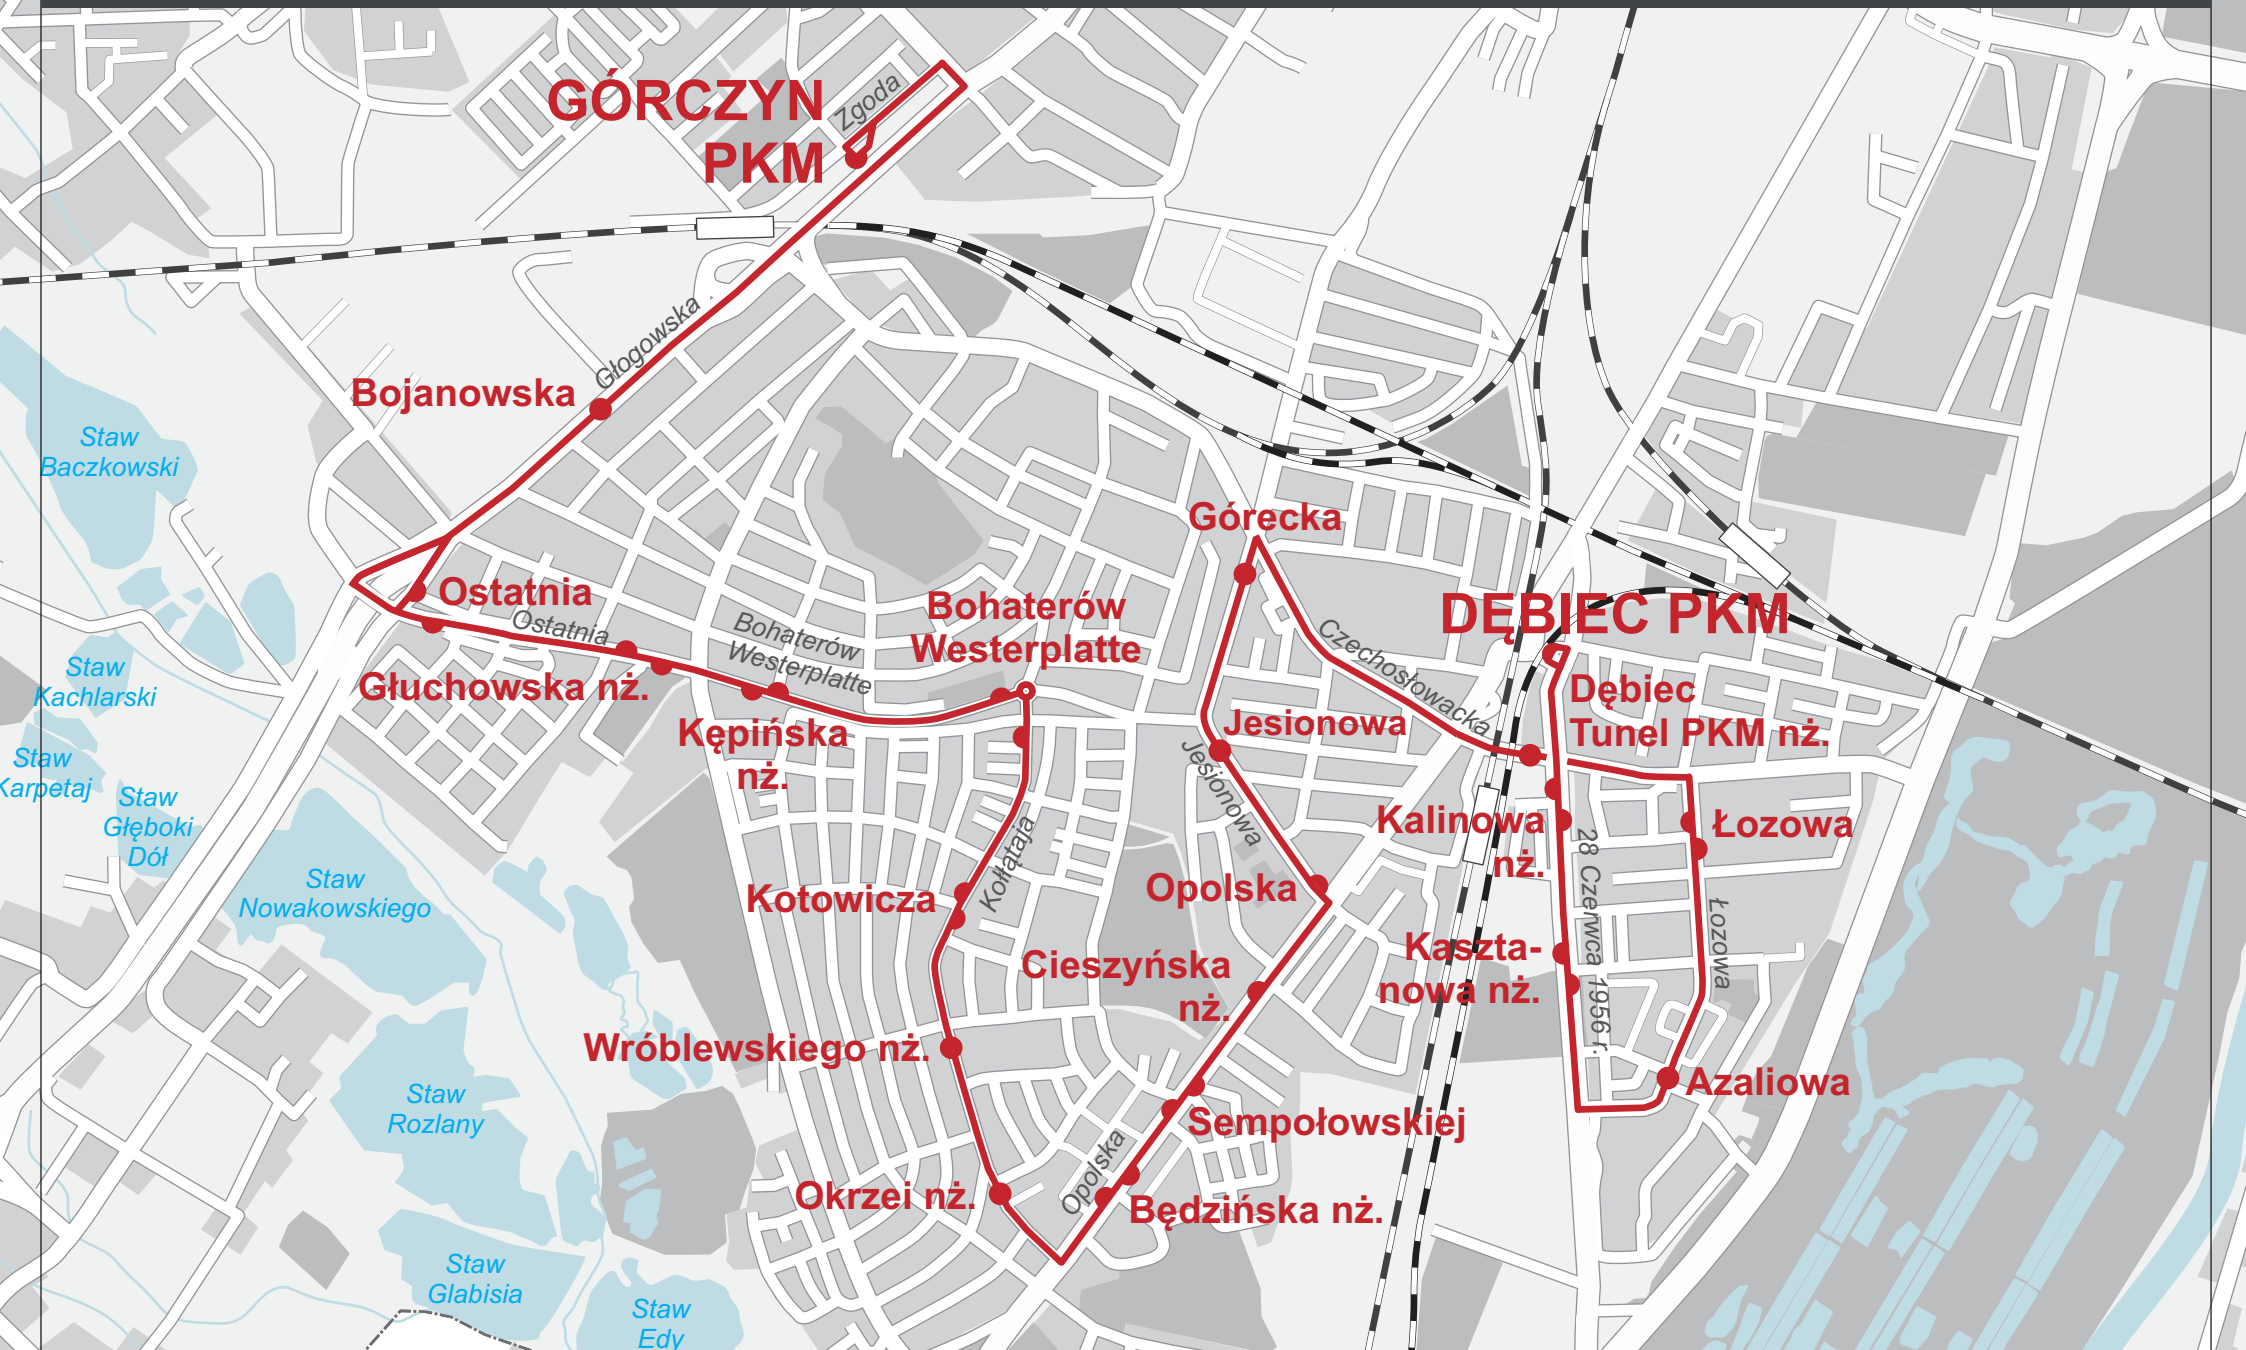 GÓRCZYN
PKM
Zgoda
Głogowska
Bojanowska
Staw
Baczkowski
Górecka
Ostatnia
Ostatnia
Bohaterów
Westerplatte
Bohaterów
Westerplatte
Czechosłowacka
DĘBIEC PKM
Staw
Kachlarski
Głuchowska nż.
Dębiec
Tunel PKM nż.
Kępińska
nż.
Jesionowa
Jesionowa
Staw
Karpetaj
Staw
Głęboki
Dół
Kalinowa
nż.
Łozowa
28 Czerwca 1956 r.
Kołłątaja
Staw
Nowakowskiego
Kotowicza
Opolska
Łozowa
Kaszta-
nowa nż.
Cieszyńska
nż.
Wróblewskiego nż.
Azaliowa
Staw
Rozlany
Sempołowskiej
Opolska
Okrzei nż.
Będzińska nż.
Staw
Glabisia
Staw
Edy